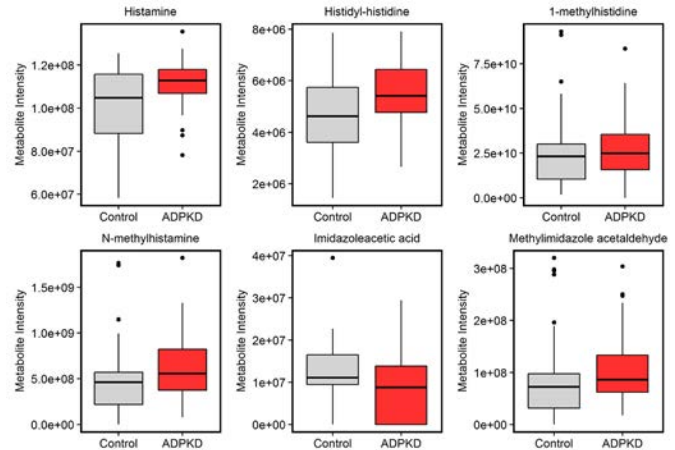 Histamine
Metabolite Intensity
1.2e+08
1.0e+08
8.0e+07
6.0e+07
Control ADPKD
Histidyl-histidine
Metabolite Intensity
8e+06
6e+06
4e+06
2e+06
Control ADPKD
1-methylhistidine
Metabolite Intensity
7.5e+10
5.0e+10
2.5e+10
0.0e+00
Control ADPKD
N-methylhistamine
Metabolite Intensity
1.5e+09
1.0e+09
5.0e+08
0.0e+00
Control ADPKD
Imidazoleacetic acid
Metabolite Intensity
4e+07
3e+07
2e+07
1e+07
0e+00
Control ADPKD
Methylimidazole acetaldehyde
Metabolite Intensity
3e+08
2e+08
1e+08
0e+00
Control ADPKD